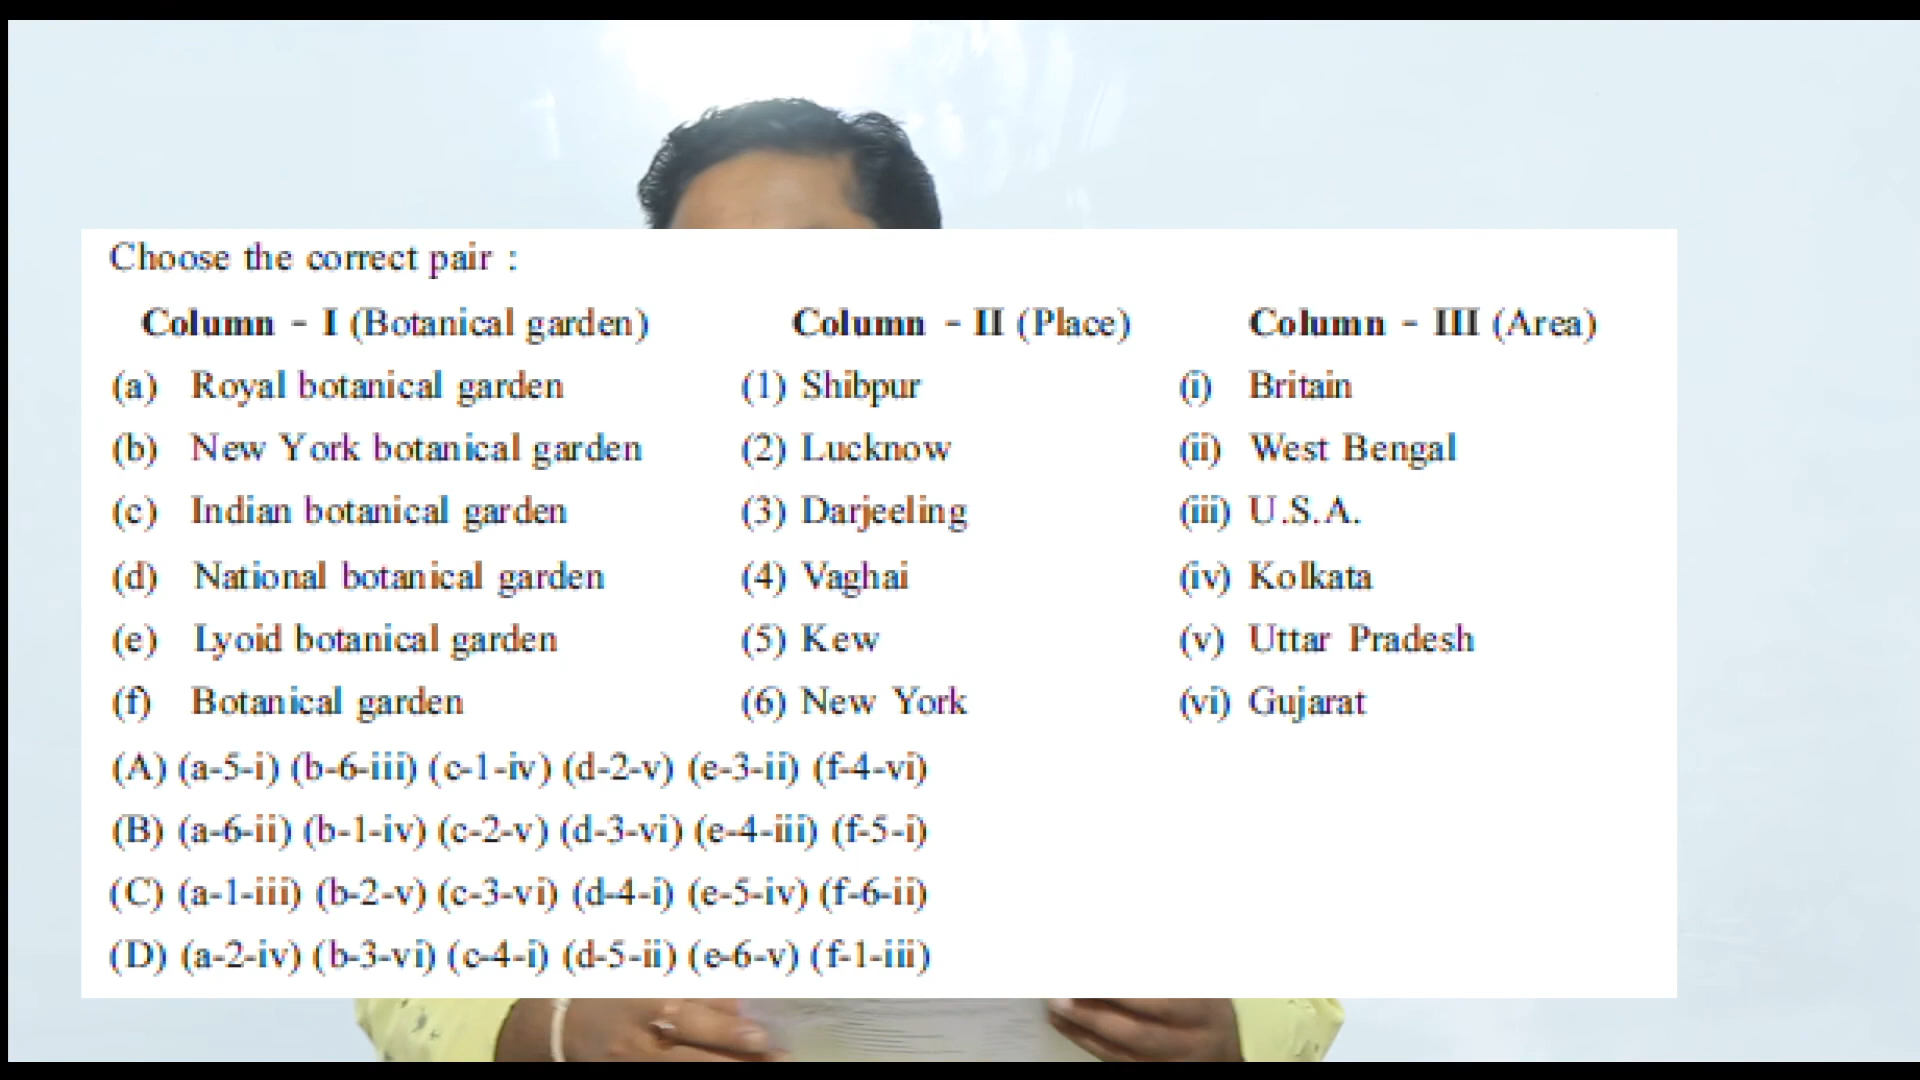 Choose the correct pair :
Column - I (Botanical garden) Column - II (Place) Column - III (Area)
(a) Royal botanical garden (1) Shibpur (i) Britain
(b) New York botanical garden (2) Lucknow (ii) West Bengal
(c) Indian botanical garden (3) Darjeeling (iii) U.S.A.
(d) National botanical garden (4) Vaghai (iv) Kolkata
(e) Lyoid botanical garden (5) Kew (v) Uttar Pradesh
(f) Botanical garden (6) New York (vi) Gujarat
(A) (a-5-i) (b-6-iii) (c-1-iv) (d-2-v) (e-3-ii) (f-4-vi)
(B) (a-6-ii) (b-1-iv) (c-2-v) (d-3-vi) (e-4-iii) (f-5-i)
(C) (a-1-iii) (b-2-v) (c-3-vi) (d-4-i) (e-5-iv) (f-6-ii)
(D) (a-2-iv) (b-3-vi) (c-4-i) (d-5-ii) (e-6-v) (f-1-iii)